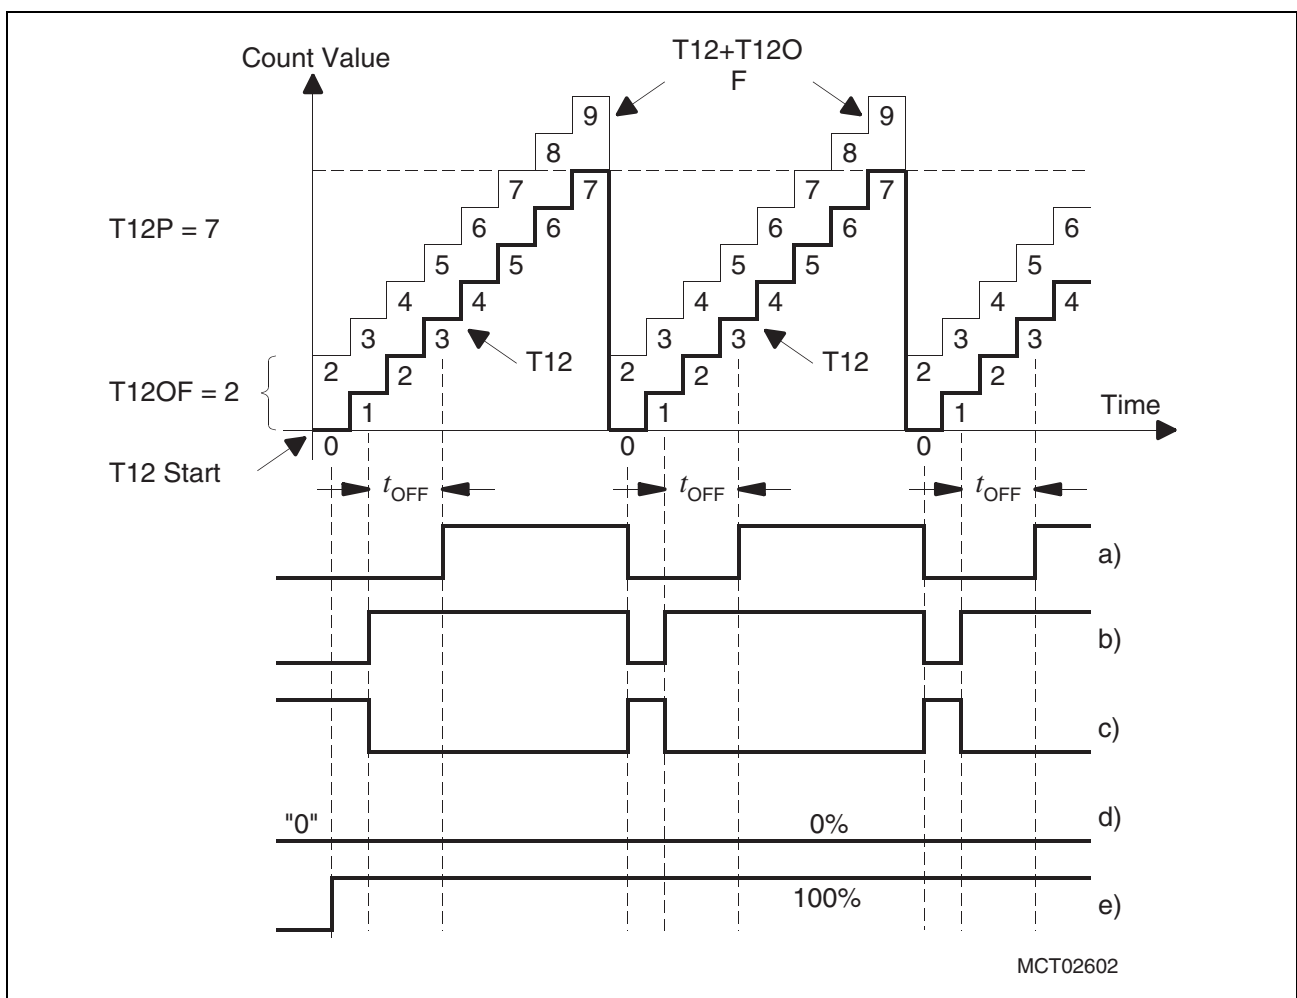 Count Value
T12+T12O
F
9 9
8 8
7 7 7 7
T12P = 7
6 6 6 6 6
5 5 5 5 5
4 4 4 4 4 4
3 3 3 3 3 3
T12 T12
T12OF = 2
2 2 2 2 2 2
1 1 1
Time
0 0 0
T12 Start
tOFF tOFF tOFF
a)
b)
c)
"0" 0% d)
100% e)
MCT02602